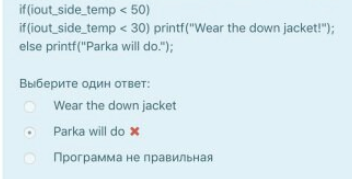 if(iout_side_temp < 50)
if(iout_side_temp < 30) printf("Wear the down jacket!");
else printf("Parka will do.");
Выберите один ответ:
Wear the down jacket
Parka will do ✖
Программа не правильная